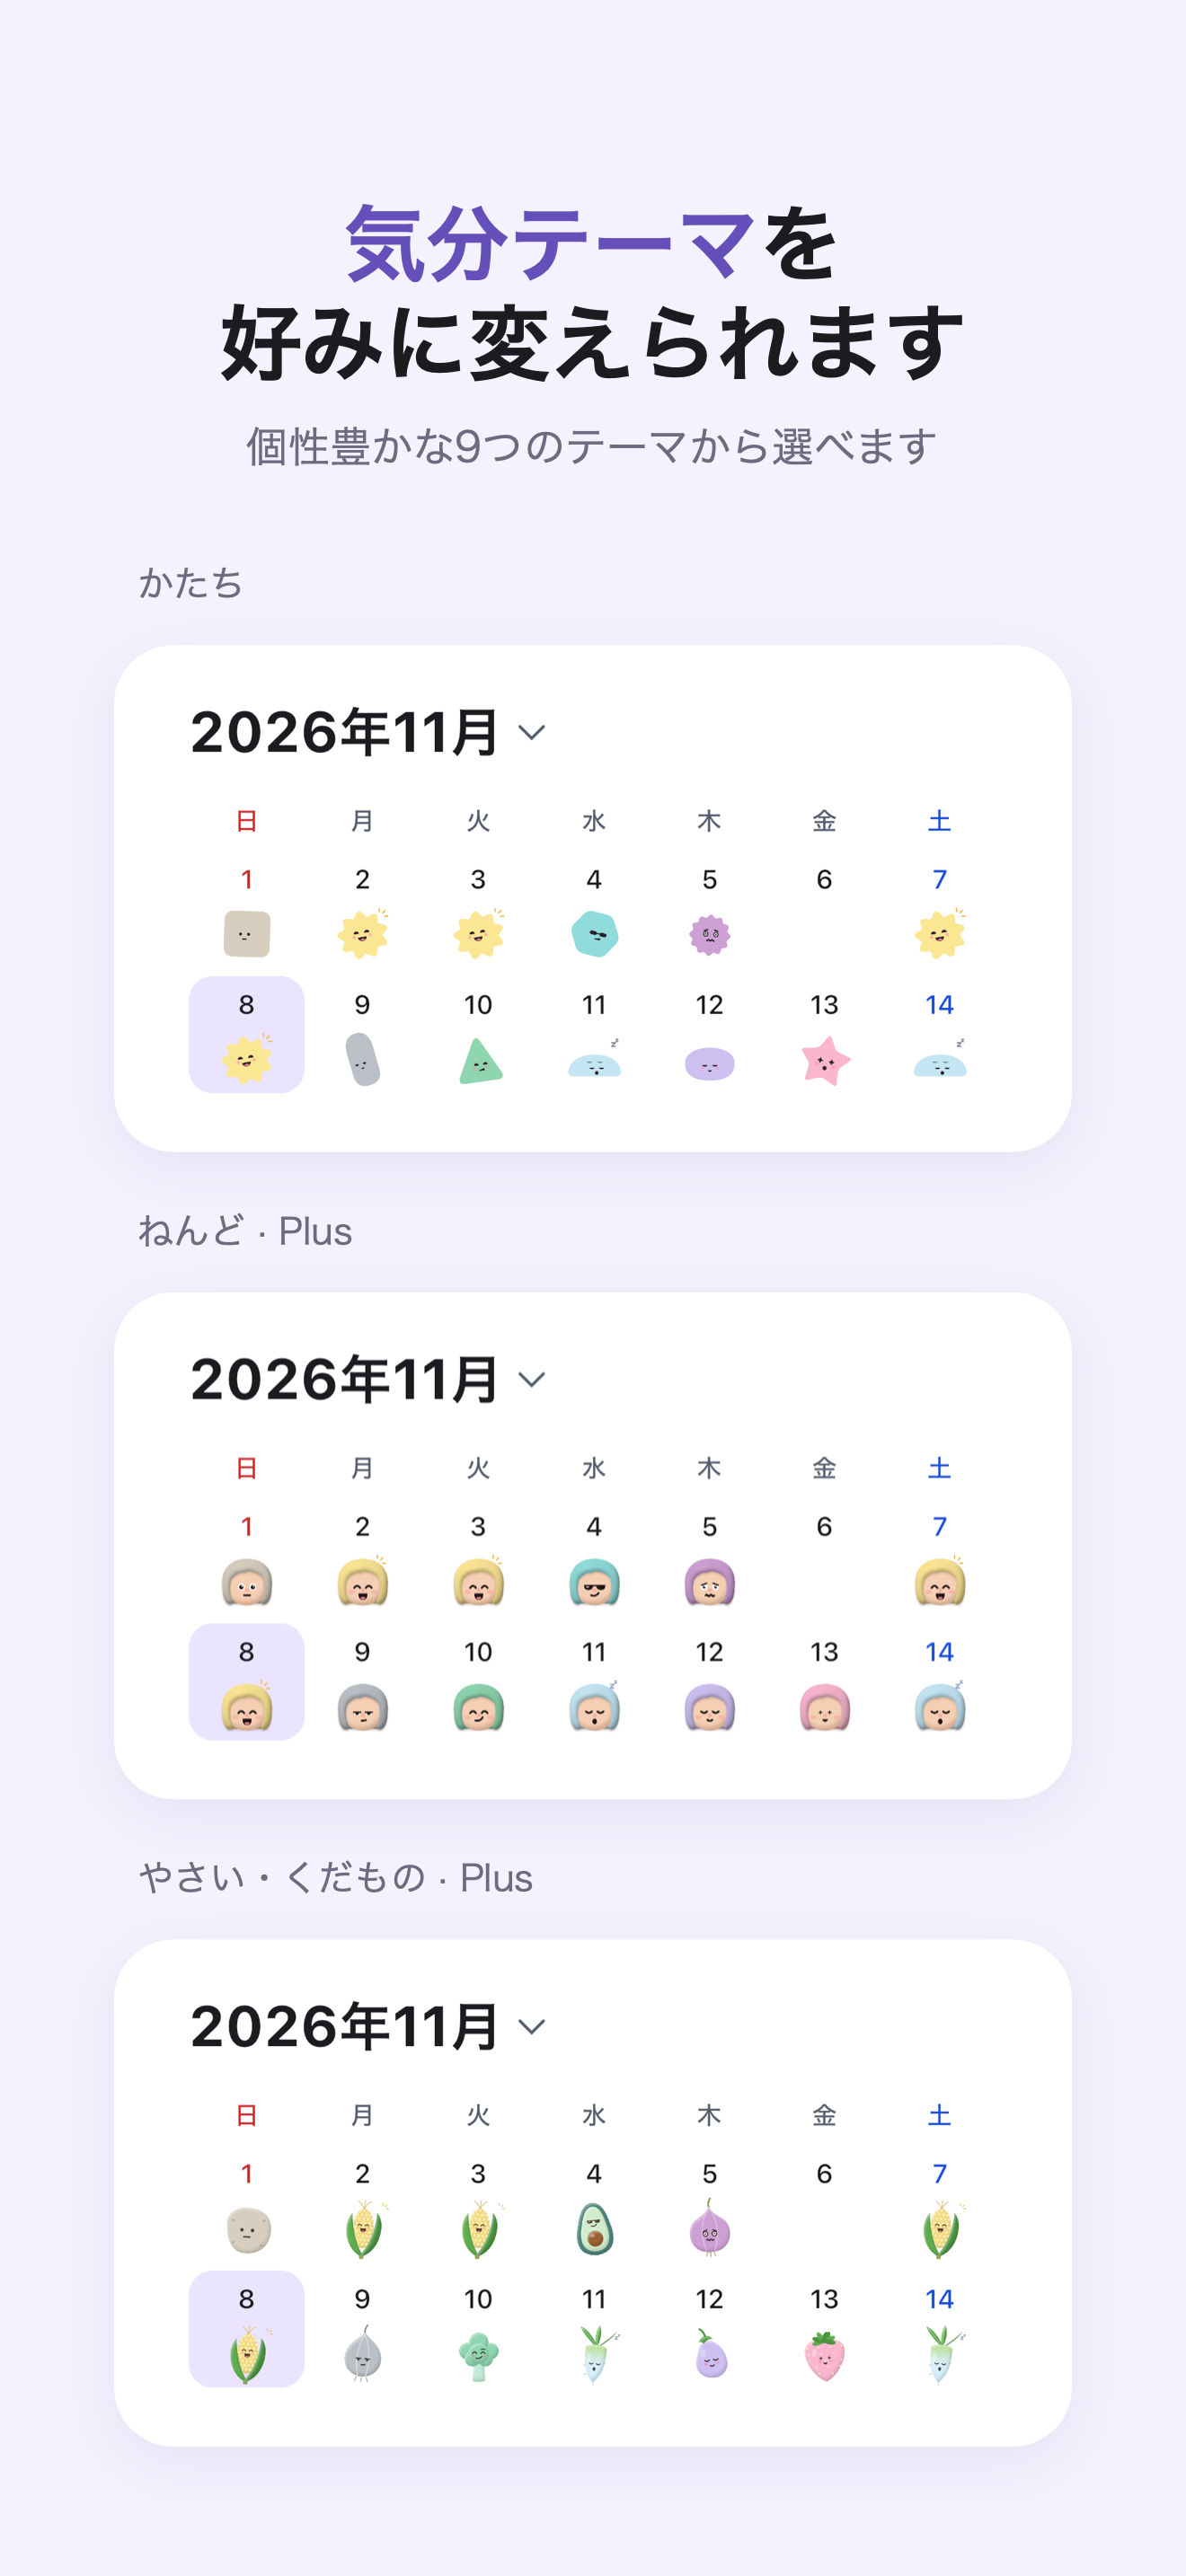 気分テーマを
好みに変えられます
個性豊かな9つのテーマから選べます
かたち
2026年11月
日 月 火 水 木 金 土
1 2 3 4 5 6 7
8 9 10 11 12 13 14
ねんど · Plus
2026年11月
日 月 火 水 木 金 土
1 2 3 4 5 6 7
8 9 10 11 12 13 14
やさい・くだもの · Plus
2026年11月
日 月 火 水 木 金 土
1 2 3 4 5 6 7
8 9 10 11 12 13 14